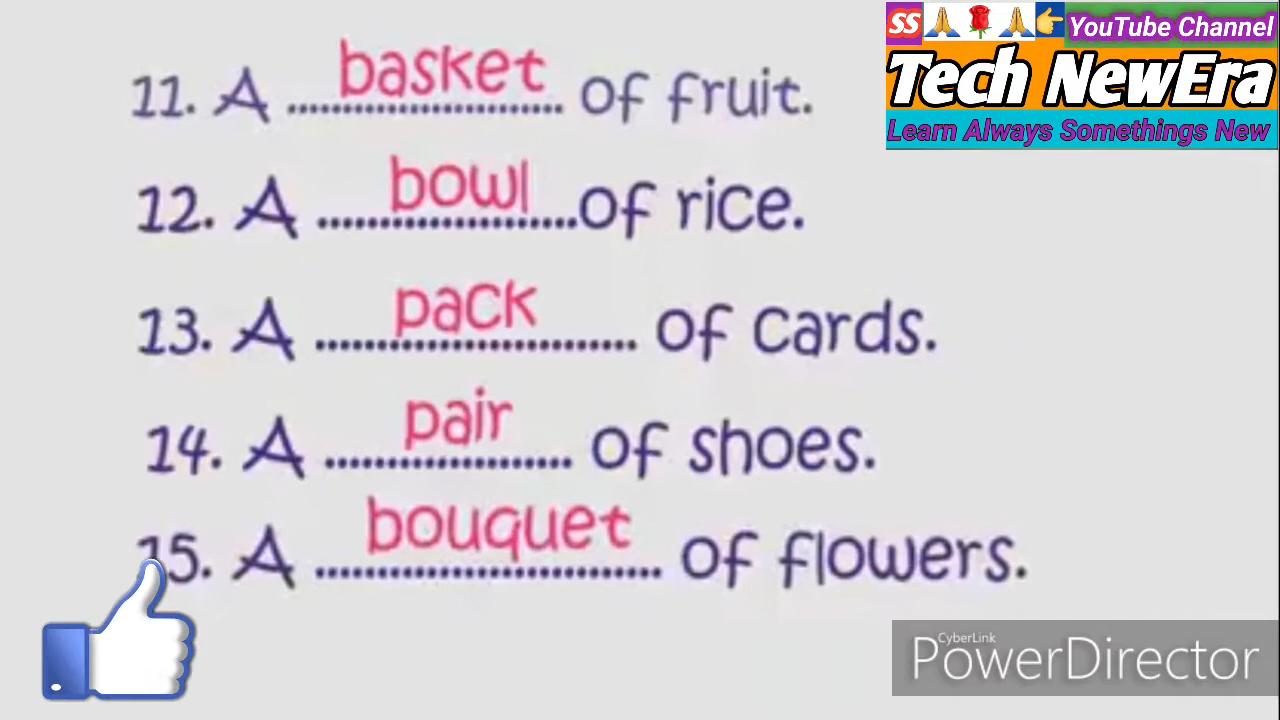 SS YouTube Channel
Tech NewEra
Learn Always Somethings New
11. A basket of fruit.
12. A bowl of rice.
13. A pack of cards.
14. A pair of shoes.
15. A bouquet of flowers.
CyberLink
PowerDirector